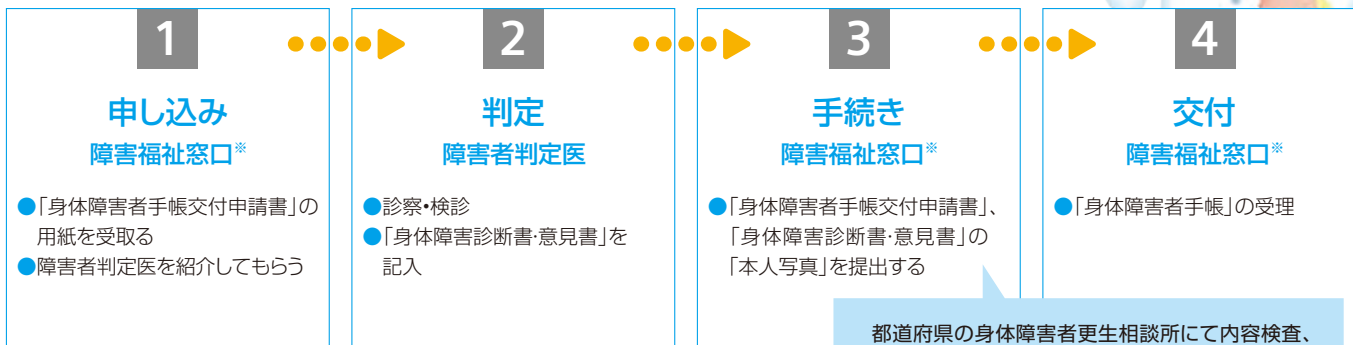 1
申し込み
障害福祉窓口※
●「身体障害者手帳交付申請書」の
用紙を受取る
●障害者判定医を紹介してもらう
2
判定
障害者判定医
●診察・検診
●「身体障害診断書・意見書」を
記入
3
手続き
障害福祉窓口※
●「身体障害者手帳交付申請書」、
「身体障害診断書・意見書」の
「本人写真」を提出する
都道府県の身体障害者更生相談所にて内容検査、
4
交付
障害福祉窓口※
●「身体障害者手帳」の受理